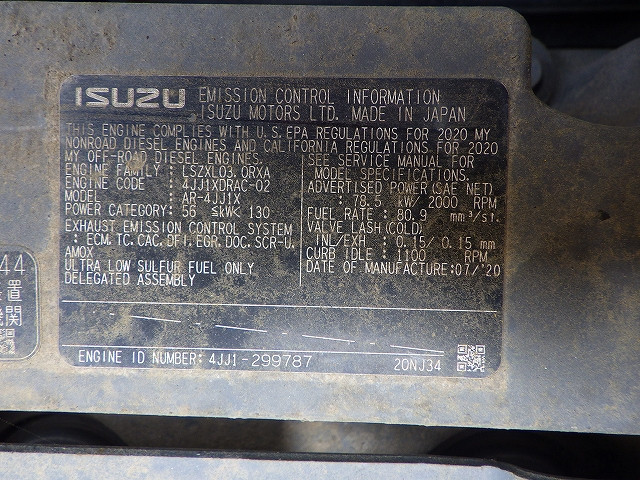 ISUZU EMISSION CONTROL INFORMATION
ISUZU MOTORS LTD. MADE IN JAPAN
THIS ENGINE COMPLIES WITH U.S.EPA REGULATIONS FOR 2020 MY
NONROAD DIESEL ENGINES AND CALIFORNIA REGULATIONS FOR 2020
MY OFF-ROAD DIESEL ENGINES.
ENGINE FAMILY : LSZXL03.0RXA
ENGINE CODE : 4JJ1XDRAC-02
MODEL : AR-4JJ1X
POWER CATEGORY: 56 ≤kW< 130
EXHAUST EMISSION CONTROL SYSTEM
: ECM.TC.CAC.DFI.EGR.DOC.SCR-U.
AMOX
ULTRA LOW SULFUR FUEL ONLY
DELEGATED ASSEMBLY
SEE SERVICE MANUAL FOR
MODEL SPECIFICATIONS.
ADVERTISED POWER(SAE NET)
: 78.5 kW/ 2000 RPM
FUEL RATE : 80.9 mm³/st.
VALVE LASH(COLD)
IN/EXH : 0.15/ 0.15 mm
CURB IDLE : 1100 RPM
DATE OF MANUFACTURE:07/'20
ENGINE ID NUMBER: 4JJ1-299787
20NJ34
44
置
機関